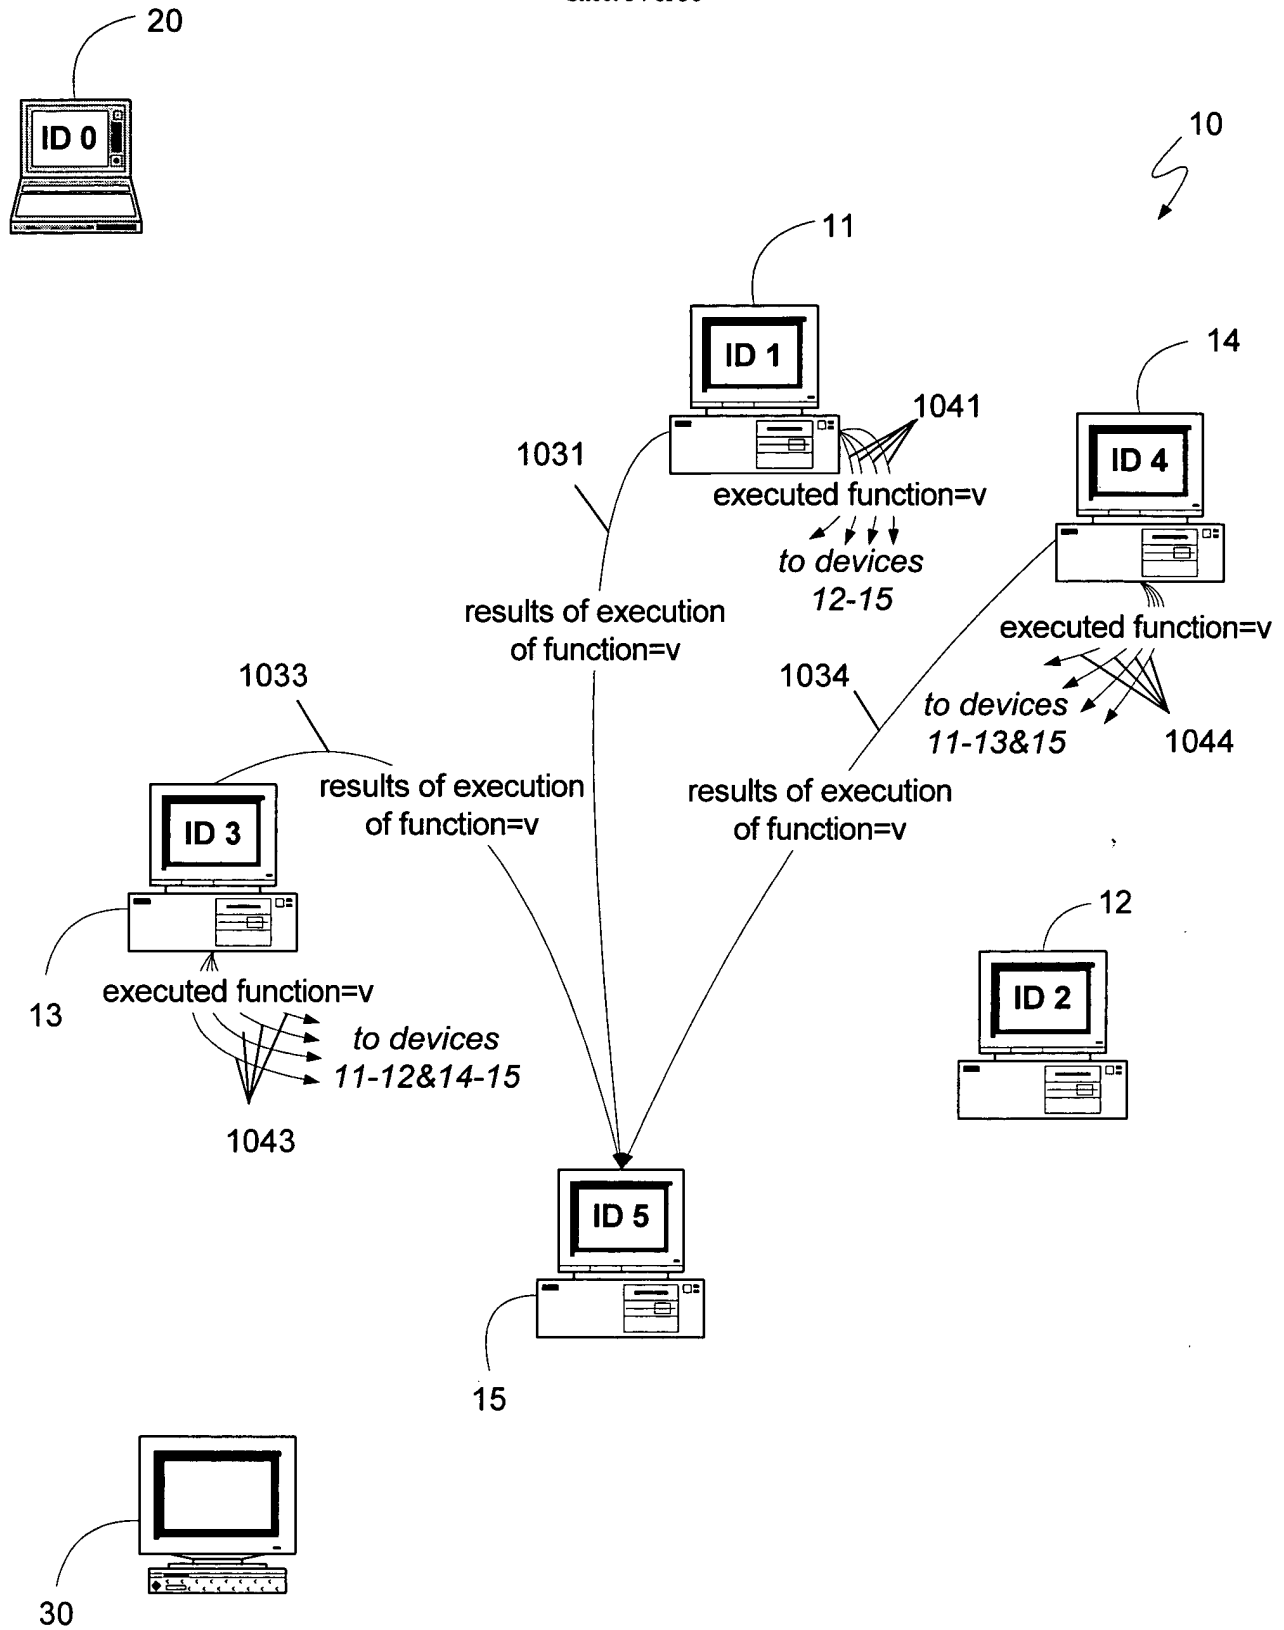 20
ID 0
10
11
ID 1
14
1041
ID 4
1031
executed function=v
to devices
12-15
results of execution
of function=v
executed function=v
1033
1034
to devices
11-13&15
1044
results of execution
of function=v
results of execution
of function=v
ID 3
12
ID 2
13
executed function=v
to devices
11-12&14-15
1043
ID 5
15
30